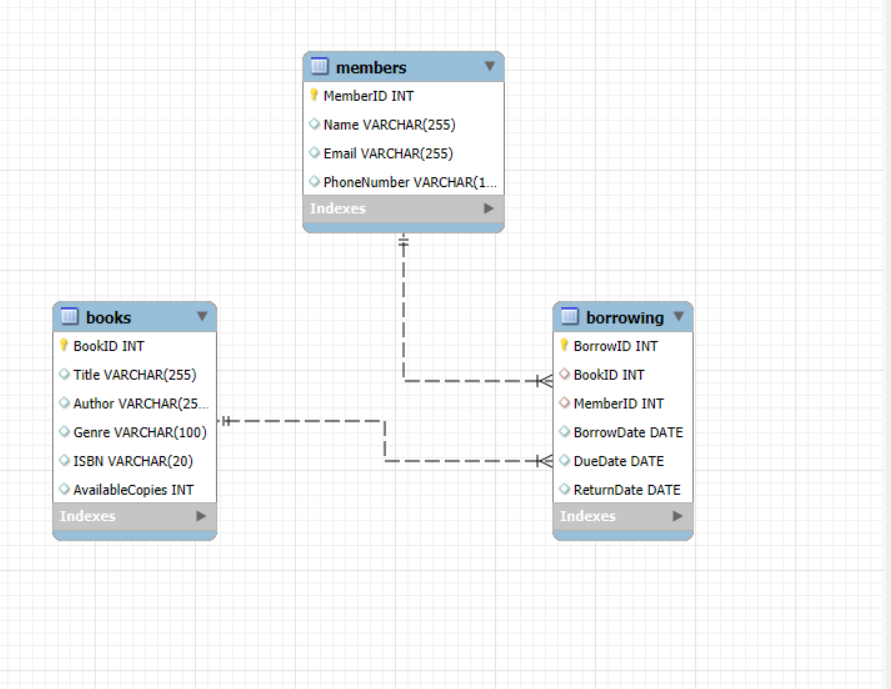 members
MemberID INT
Name VARCHAR(255)
Email VARCHAR(255)
PhoneNumber VARCHAR(1...
Indexes
books
BookID INT
Title VARCHAR(255)
Author VARCHAR(25...
Genre VARCHAR(100)
ISBN VARCHAR(20)
AvailableCopies INT
Indexes
borrowing
BorrowID INT
BookID INT
MemberID INT
BorrowDate DATE
DueDate DATE
ReturnDate DATE
Indexes